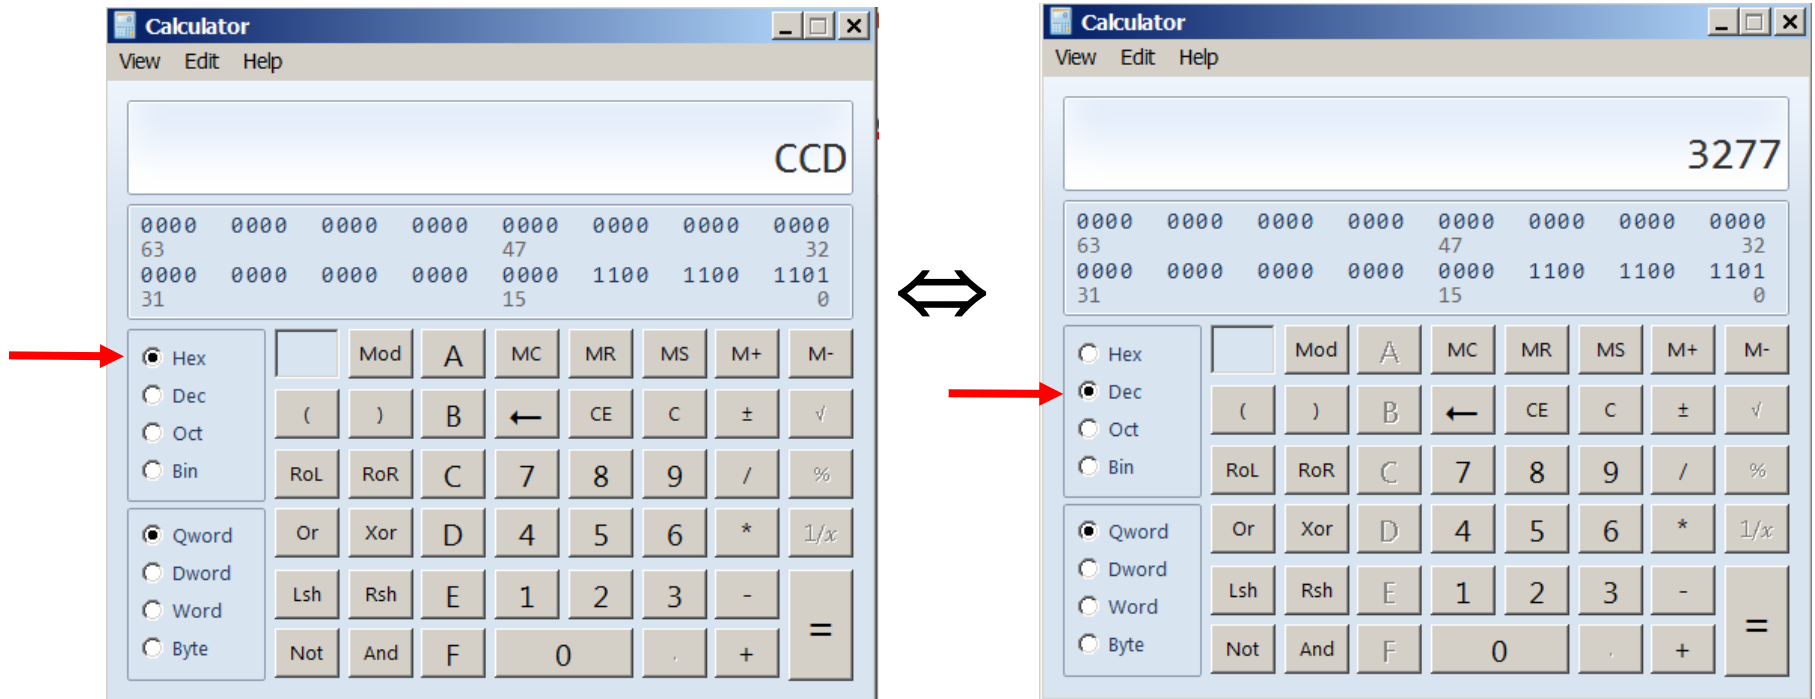 Calculator
View Edit Help
CCD
0000 0000 0000 0000 0000 0000 0000 0000
63 47 32
0000 0000 0000 0000 0000 1100 1100 1101
31 15 0
Hex Mod A MC MR MS M+ M-
Dec ( ) B ← CE C ± √
Oct
Bin RoL RoR C 7 8 9 / %
Qword Or Xor D 4 5 6 * 1/x
Dword
Word Lsh Rsh E 1 2 3 - =
Byte Not And F 0 , +
Calculator
View Edit Help
3277
0000 0000 0000 0000 0000 0000 0000 0000
63 47 32
0000 0000 0000 0000 0000 1100 1100 1101
31 15 0
Hex Mod A MC MR MS M+ M-
Dec ( ) B ← CE C ± √
Oct
Bin RoL RoR C 7 8 9 / %
Qword Or Xor D 4 5 6 * 1/x
Dword
Word Lsh Rsh E 1 2 3 - =
Byte Not And F 0 , +